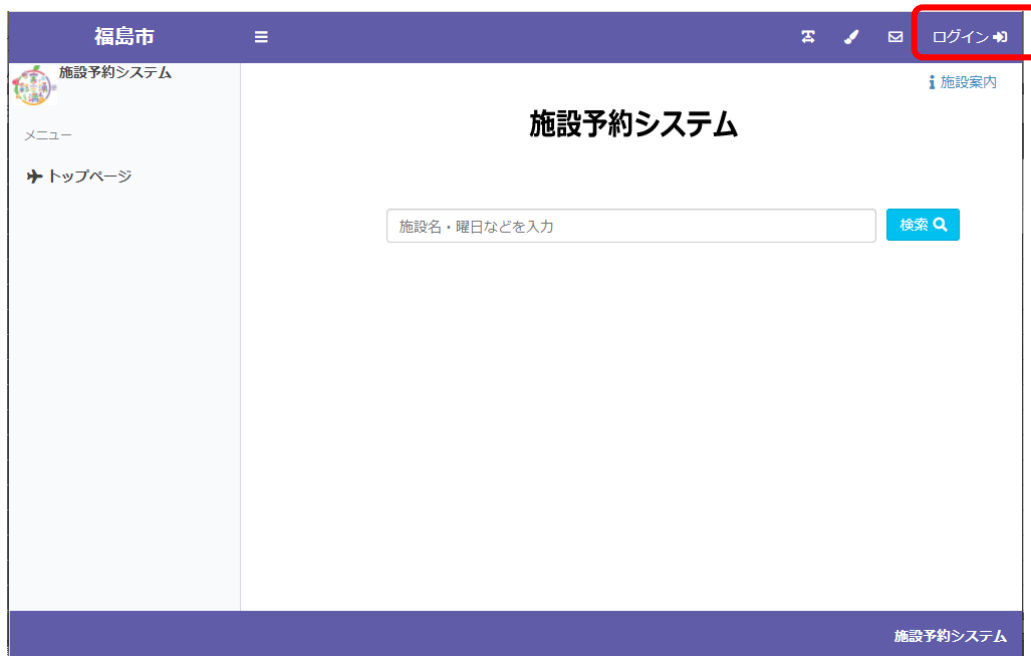 福島市
ログイン
施設予約システム
施設案内
施設予約システム
メニュー
トップページ
施設名・曜日などを入力
検索
施設予約システム